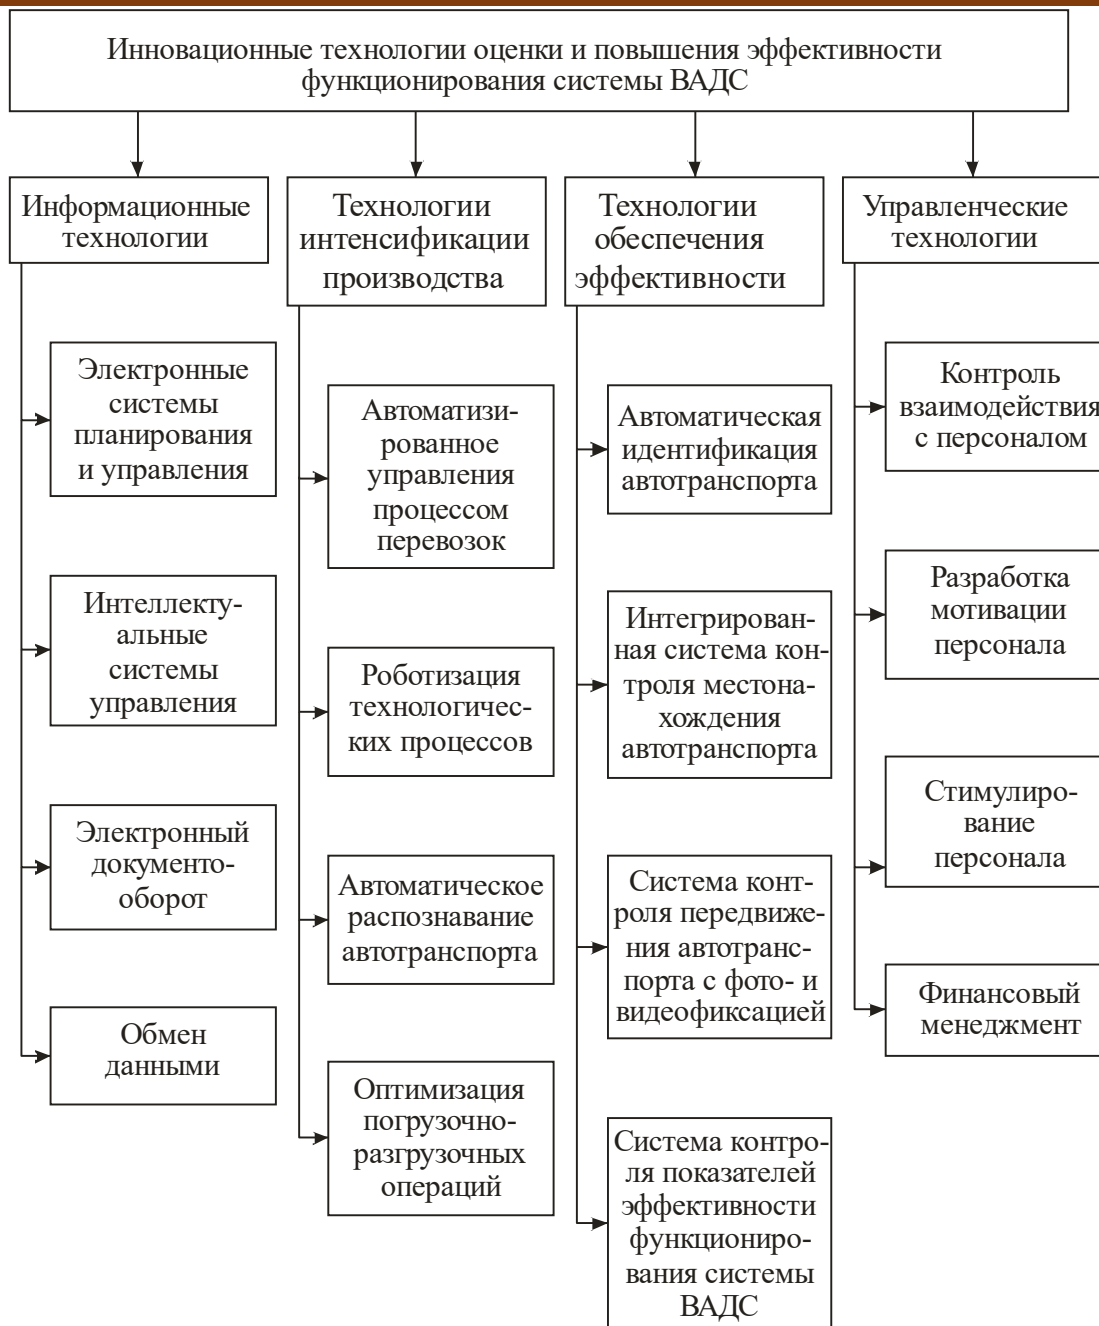 Инновационные технологии оценки и повышения эффективности
функционирования системы ВАДС
Информационные
технологии
Электронные
системы
планирования
и управления
Интеллекту-
альные
системы
управления
Электронный
документо-
оборот
Обмен
данными
Технологии
интенсификации
производства
Автоматизи-
рованное
управления
процессом
перевозок
Роботизация
технологичес-
ких процессов
Автоматическое
распознавание
автотранспорта
Оптимизация
погрузочно-
разгрузочных
операций
Технологии
обеспечения
эффективности
Автоматическая
идентификация
автотранспорта
Интегрирован-
ная система кон-
троля местона-
хождения
автотранспорта
Система конт-
роля передвиже-
ния автотранс-
порта с фото- и
видеофиксацией
Система контро-
ля показателей
эффективности
функциониро-
вания системы
ВАДС
Управленческие
технологии
Контроль
взаимодействия
с персоналом
Разработка
мотивации
персонала
Стимулиро-
вание
персонала
Финансовый
менеджмент